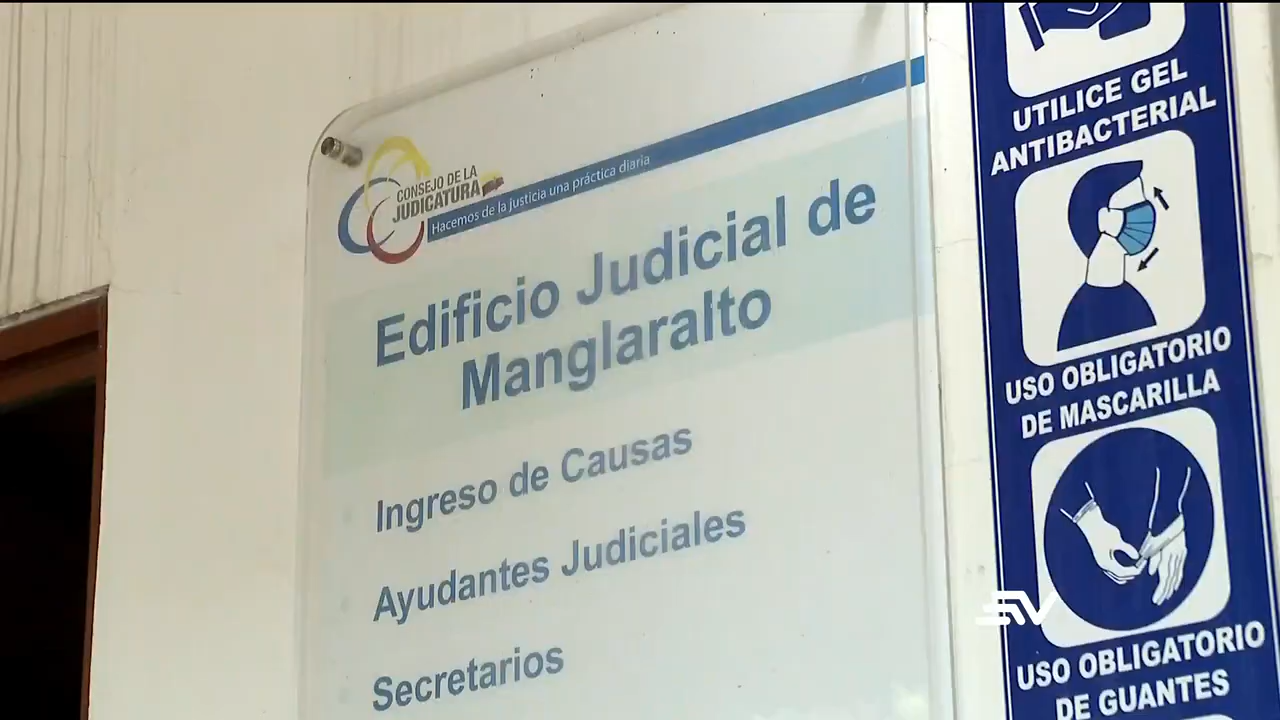 CONSEJO DE LA
JUDICATURA
Hacemos de la justicia una práctica diaria
Edificio Judicial de
Manglaralto
Ingreso de Causas
Ayudantes Judiciales
Secretarios
UTILICE GEL
ANTIBACTERIAL
USO OBLIGATORIO
DE MASCARILLA
USO OBLIGATORIO
DE GUANTES